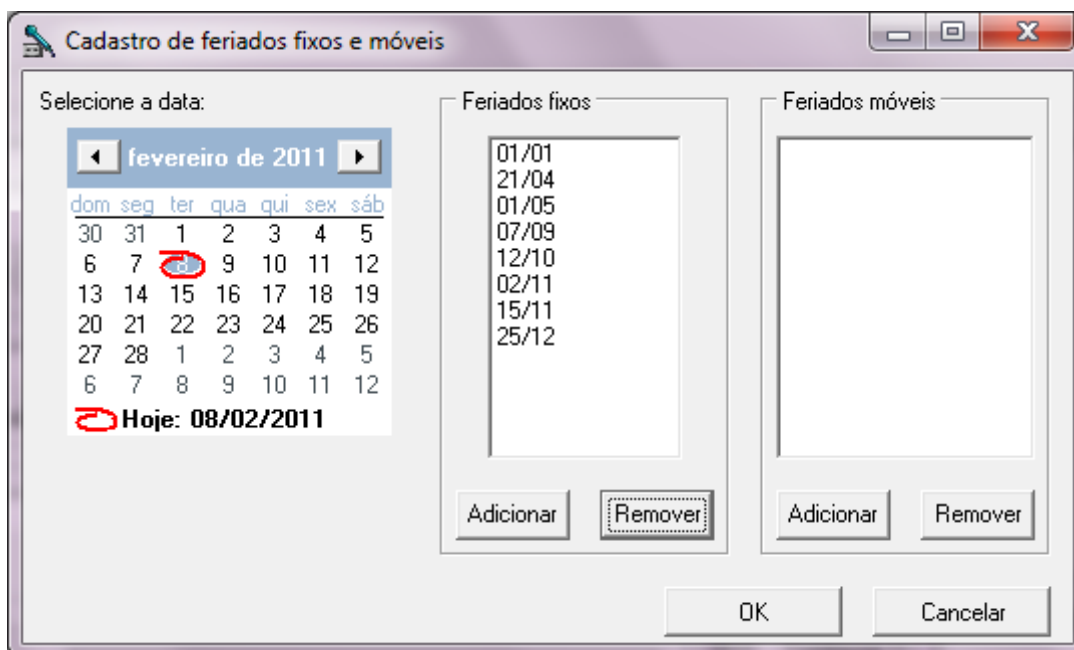 Cadastro de feriados fixos e móveis
Selecione a data:
fevereiro de 2011
dom seg ter qua qui sex sáb
30 31 1 2 3 4 5
6 7 8 9 10 11 12
13 14 15 16 17 18 19
20 21 22 23 24 25 26
27 28 1 2 3 4 5
6 7 8 9 10 11 12
Hoje: 08/02/2011
Feriados fixos
01/01
21/04
01/05
07/09
12/10
02/11
15/11
25/12
Adicionar Remover
Feriados móveis
Adicionar Remover
OK Cancelar